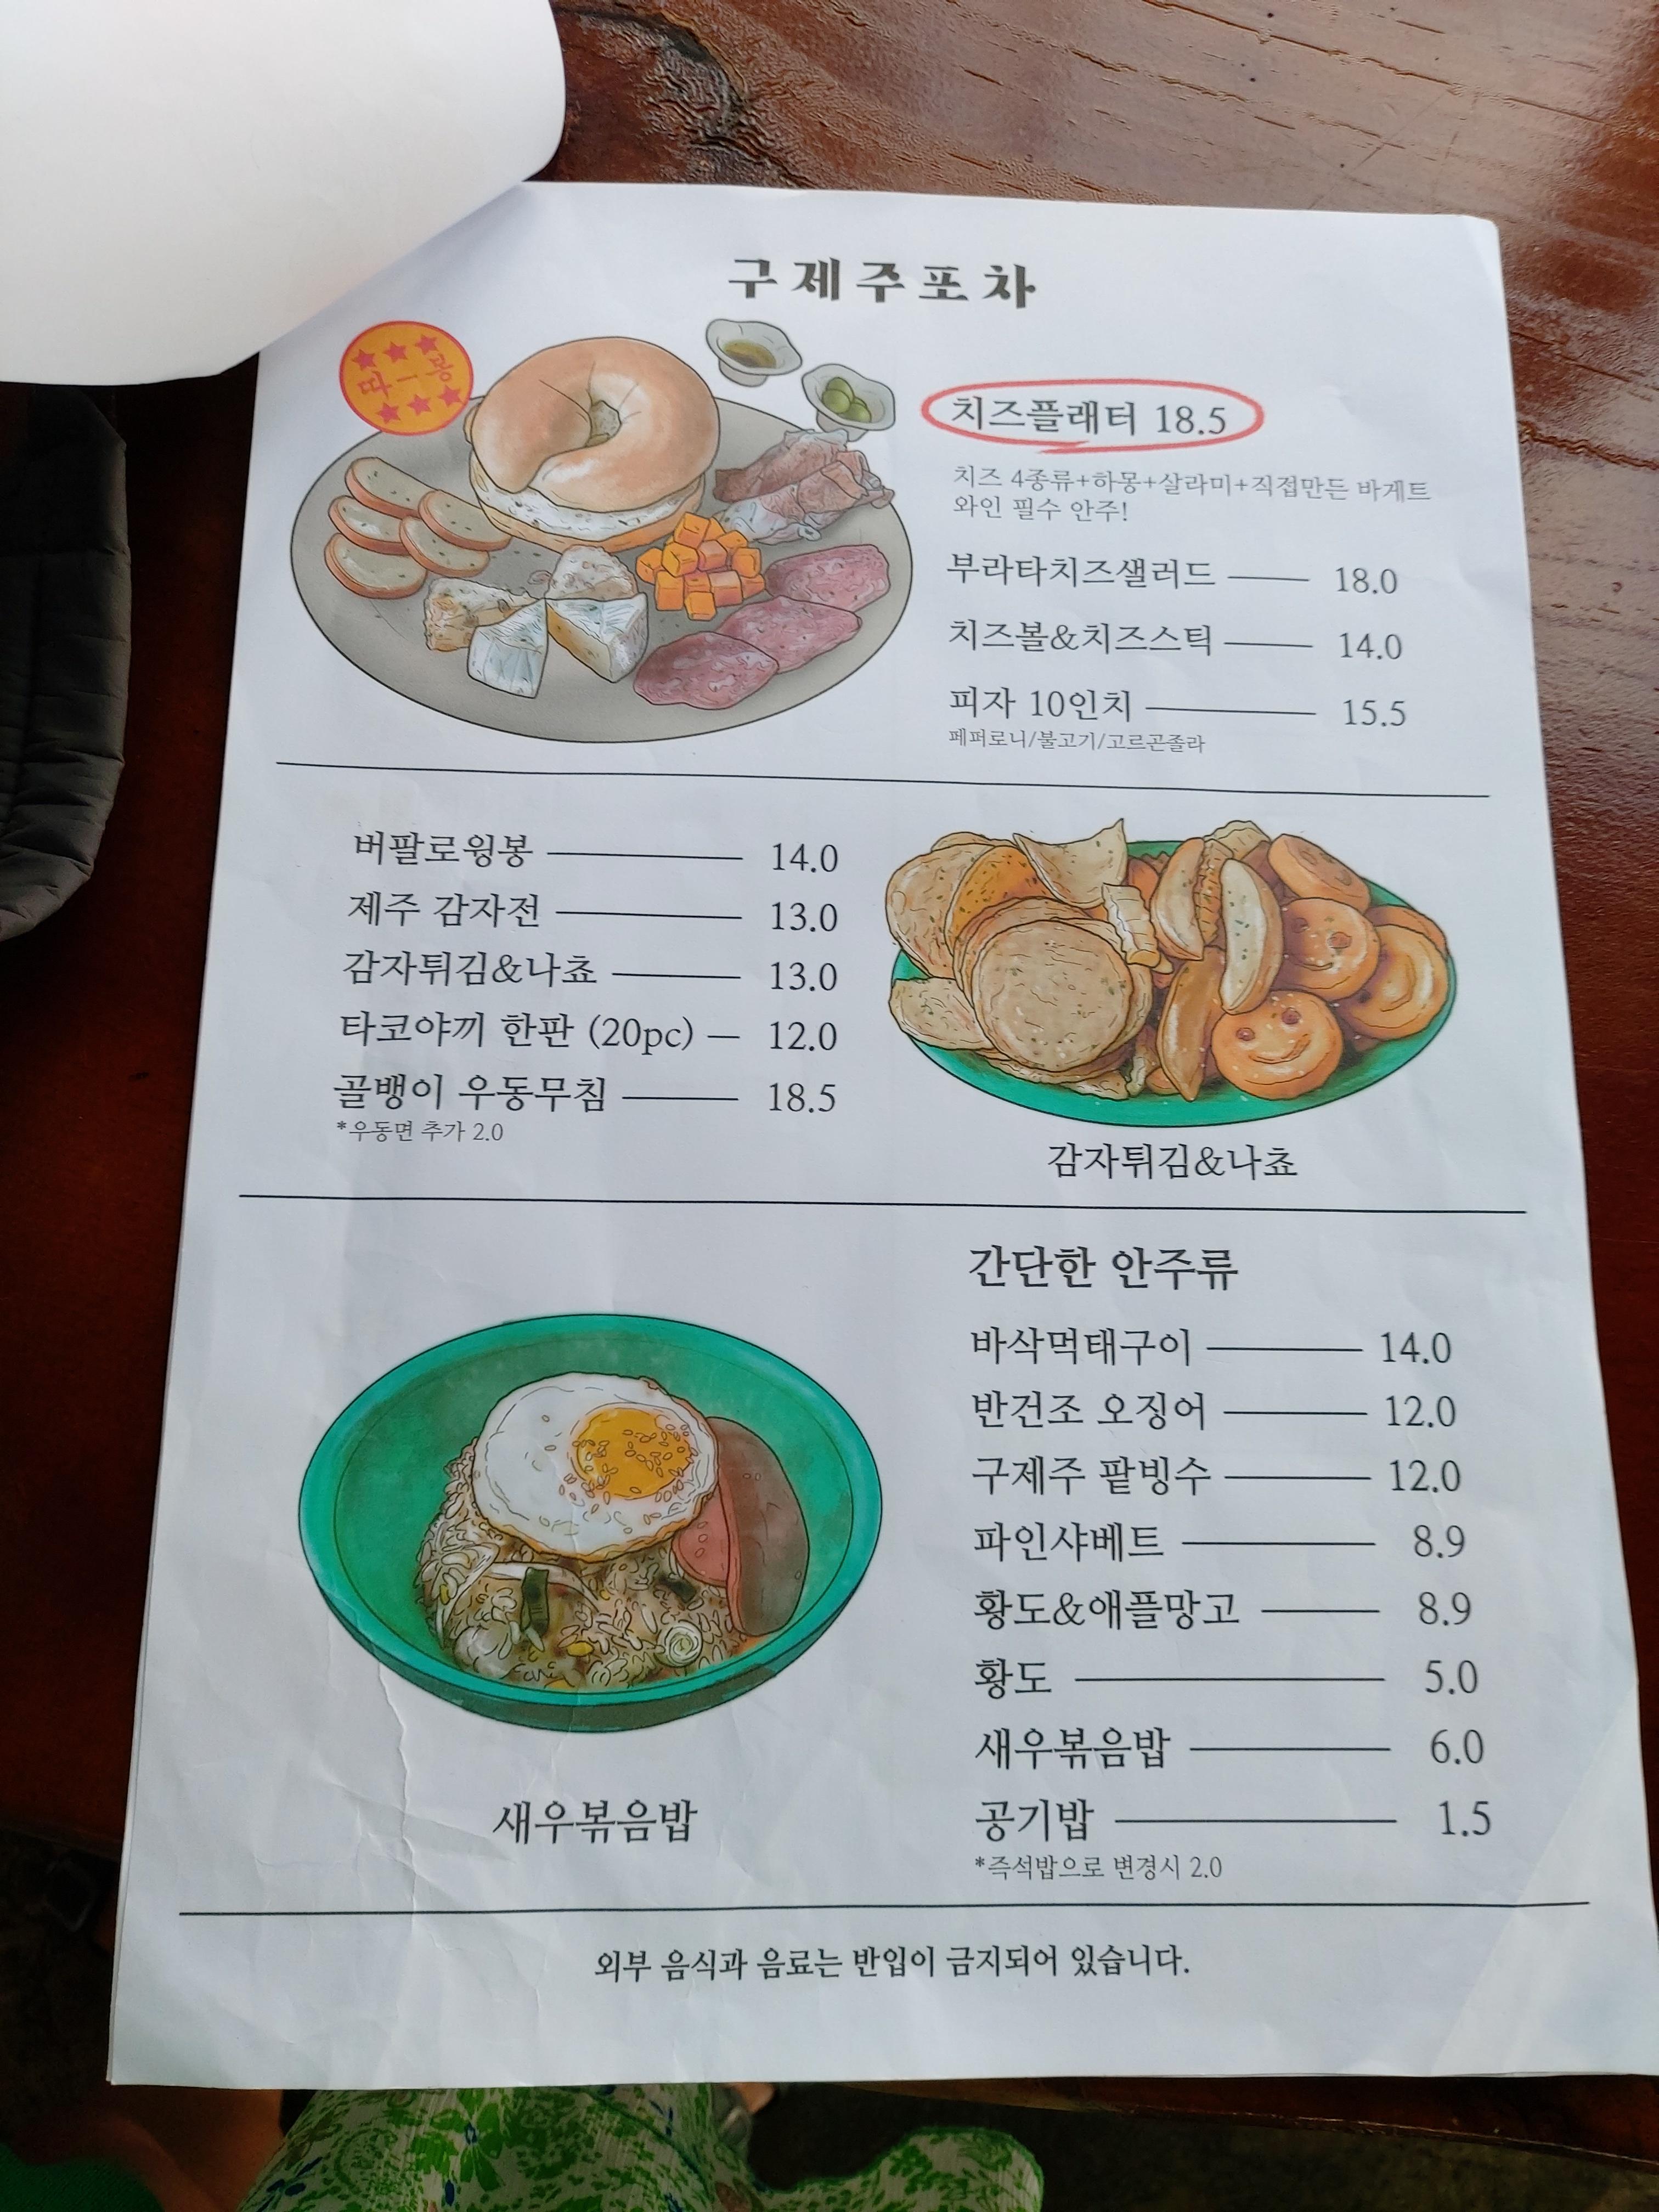 구제주포차
따-봉
치즈플래터 18.5
치즈 4종류+하몽+살라미+직접만든 바게트
와인 필수 안주!
부라타치즈샐러드 18.0
치즈볼&치즈스틱 14.0
피자 10인치 15.5
페퍼로니/불고기/고르곤졸라
버팔로윙봉 14.0
제주 감자전 13.0
감자튀김&나쵸 13.0
타코야끼 한판 (20pc) 12.0
골뱅이 우동무침 18.5
*우동면 추가 2.0
감자튀김&나쵸
간단한 안주류
바삭먹태구이 14.0
반건조 오징어 12.0
구제주 팥빙수 12.0
파인샤베트 8.9
황도&애플망고 8.9
황도 5.0
새우볶음밥 6.0
공기밥 1.5
*즉석밥으로 변경시 2.0
새우볶음밥
외부 음식과 음료는 반입이 금지되어 있습니다.